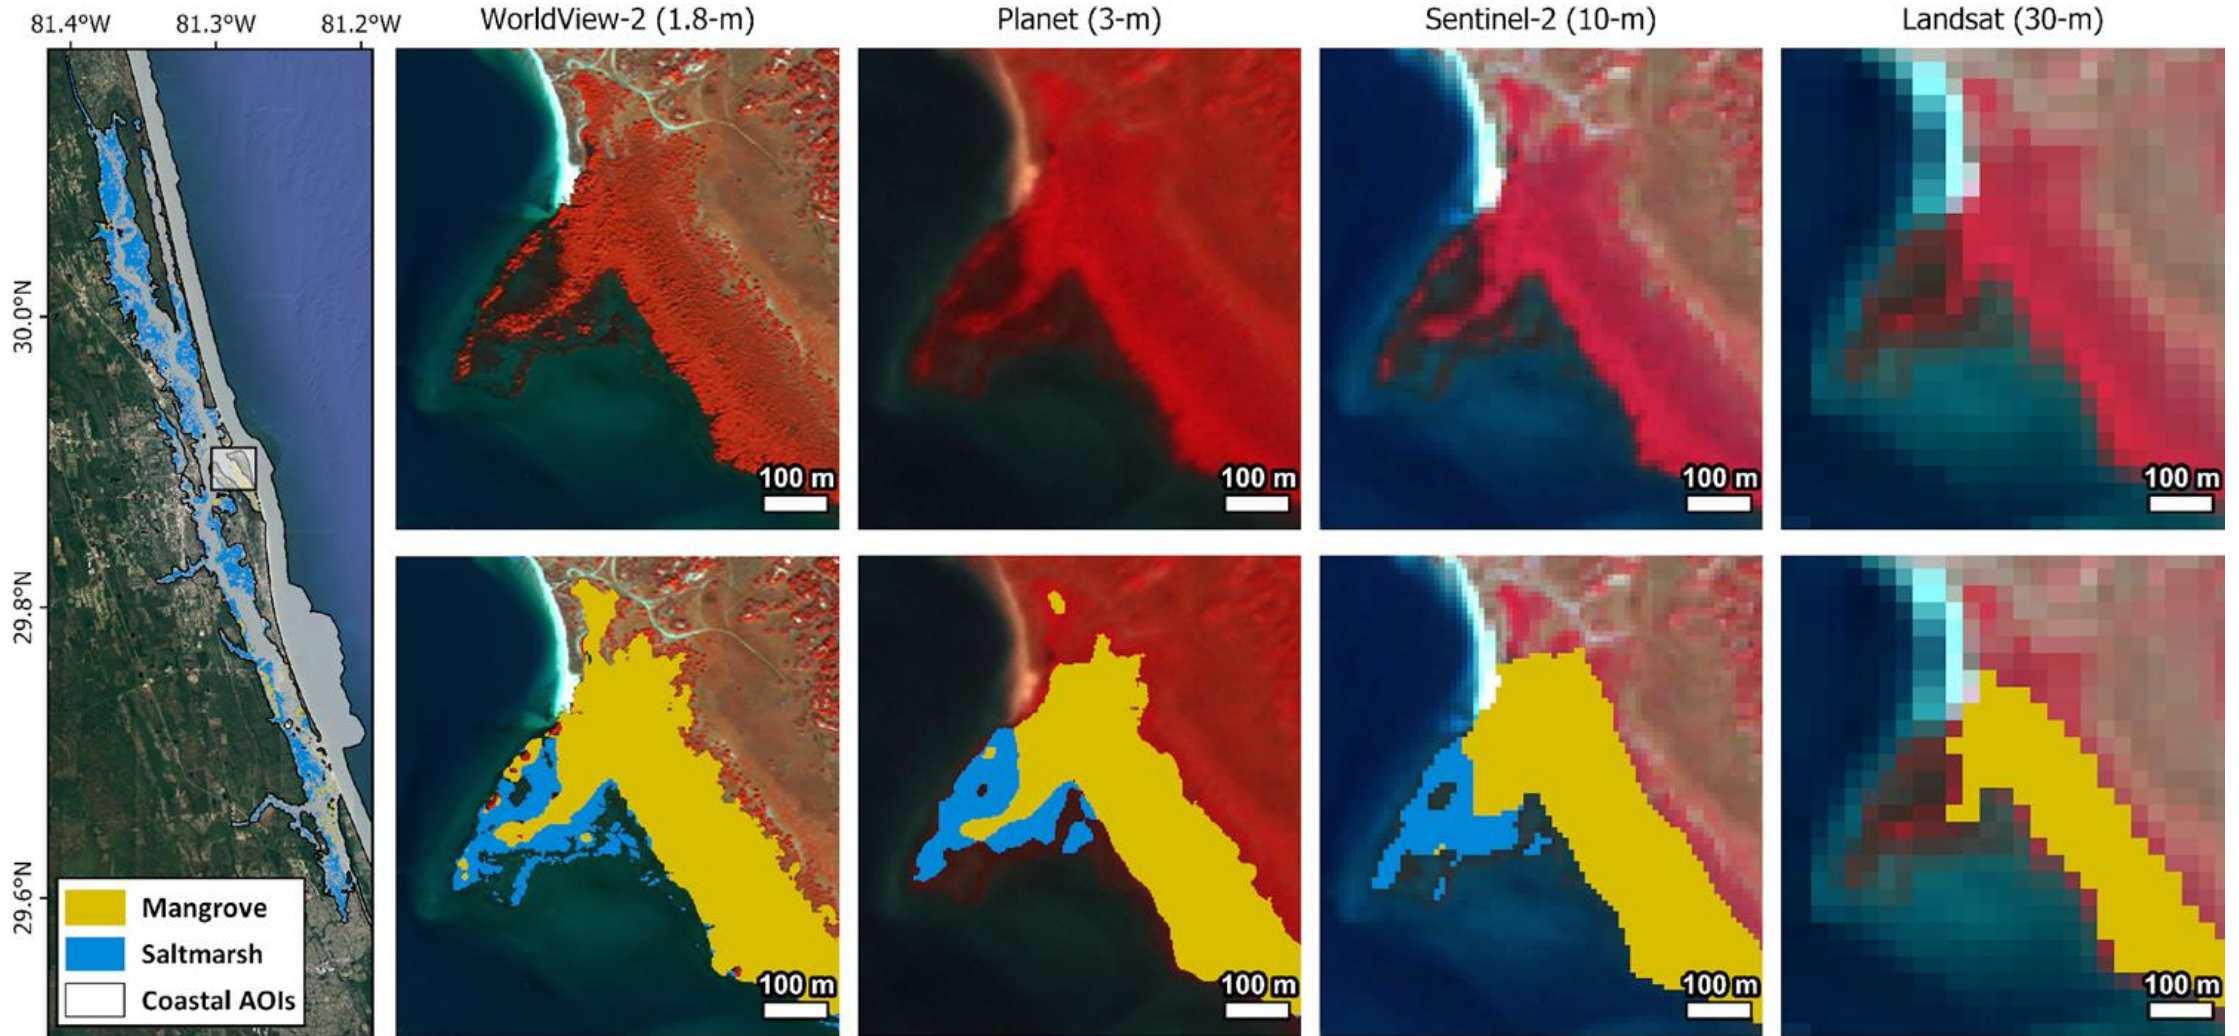 81.4°W 81.3°W 81.2°W
WorldView-2 (1.8-m)
Planet (3-m)
Sentinel-2 (10-m)
Landsat (30-m)
30.0°N
29.8°N
29.6°N
100 m
100 m
100 m
100 m
Mangrove
Saltmarsh
Coastal AOIs
100 m
100 m
100 m
100 m